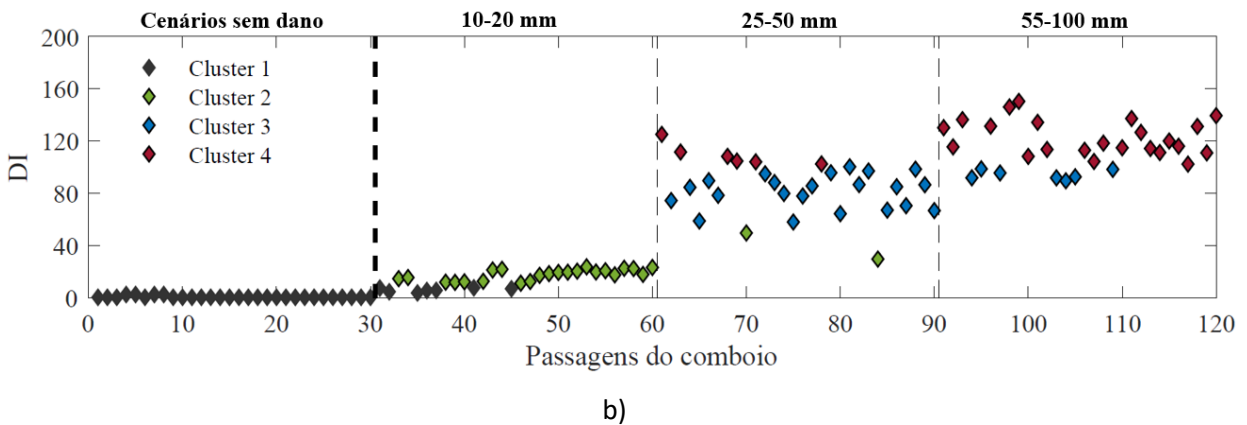 Cenários sem dano 10-20 mm 25-50 mm 55-100 mm
200
160
120
80
40
0
DI
Cluster 1
Cluster 2
Cluster 3
Cluster 4
0 10 20 30 40 50 60 70 80 90 100 110 120
Passagens do comboio
b)